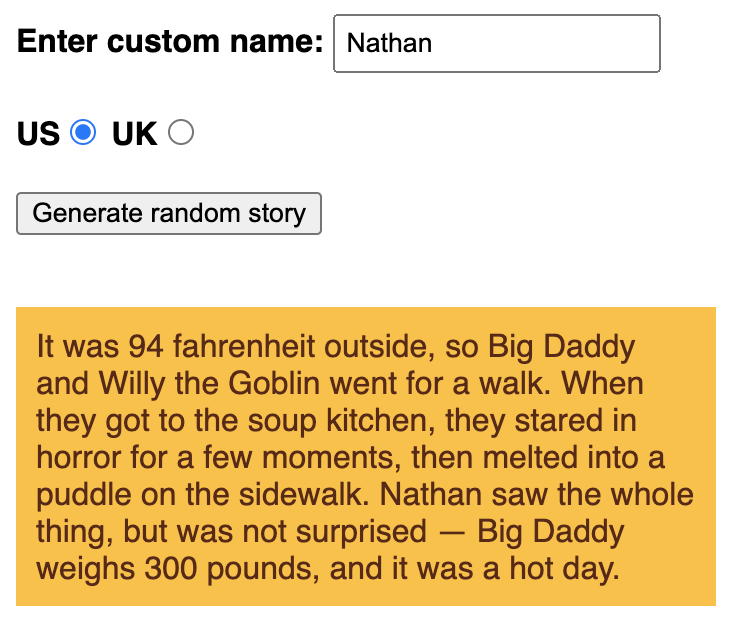 Enter custom name: Nathan
US UK
Generate random story
It was 94 fahrenheit outside, so Big Daddy
and Willy the Goblin went for a walk. When
they got to the soup kitchen, they stared in
horror for a few moments, then melted into a
puddle on the sidewalk. Nathan saw the whole
thing, but was not surprised — Big Daddy
weighs 300 pounds, and it was a hot day.